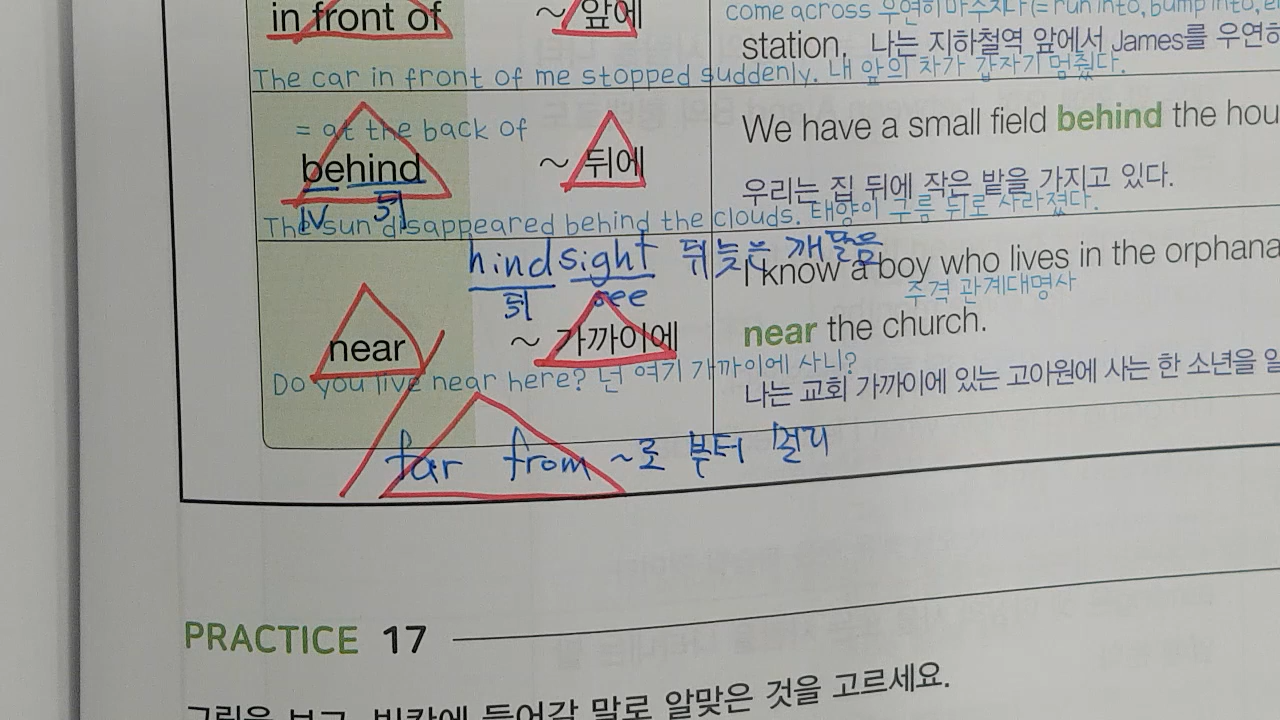 in front of ~ 앞에 come across 우연히 마주치다 (= run into, bump into,
station. 나는 지하철역 앞에서 James를 우연히
The car in front of me stopped suddenly. 내 앞의 차가 갑자기 멈췄다.
= at the back of
behind ~ 뒤에 We have a small field behind the hou
우리는 집 뒤에 작은 밭을 가지고 있다.
뒤
The sun disappeared behind the clouds. 태양이 구름 뒤로 사라졌다.
hindsight 뒤늦은 깨달음
뒤 see
I know a boy who lives in the orphana
주격 관계대명사
near ~ 가까이에 near the church.
Do you live near here? 넌 여기 가까이에 사니?
나는 교회 가까이에 있는 고아원에 사는 한 소년을 알
far from ~로 부터 멀리
PRACTICE 17
그림을 보고, 빈칸에 들어갈 말로 알맞은 것을 고르세요.